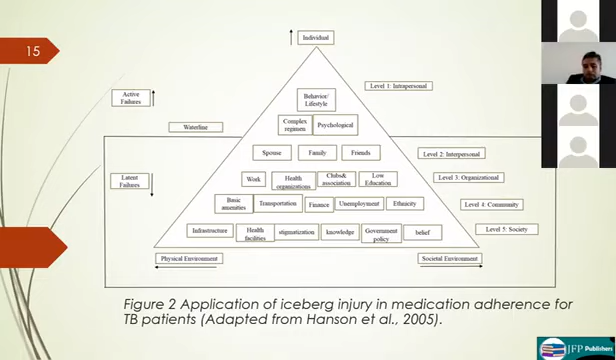 15
Individual
Active
Failures
Level 1: Intrapersonal
Behavior/
Lifestyle
Complex
regimen
Psychological
Waterline
Spouse
Family
Friends
Level 2: Interpersonal
Latent
Failures
Work
Health
organizations
Clubs&
association
Low
Education
Level 3: Organizational
Basic
amenities
Transportation
Finance
Unemployment
Ethnicity
Level 4: Community
Infrastructure
Health
facilities
stigmatization
knowledge
Government
policy
belief
Level 5: Society
Physical Environment
Societal Environment
Figure 2 Application of iceberg injury in medication adherence for
TB patients (Adapted from Hanson et al., 2005).
JFP Publishers